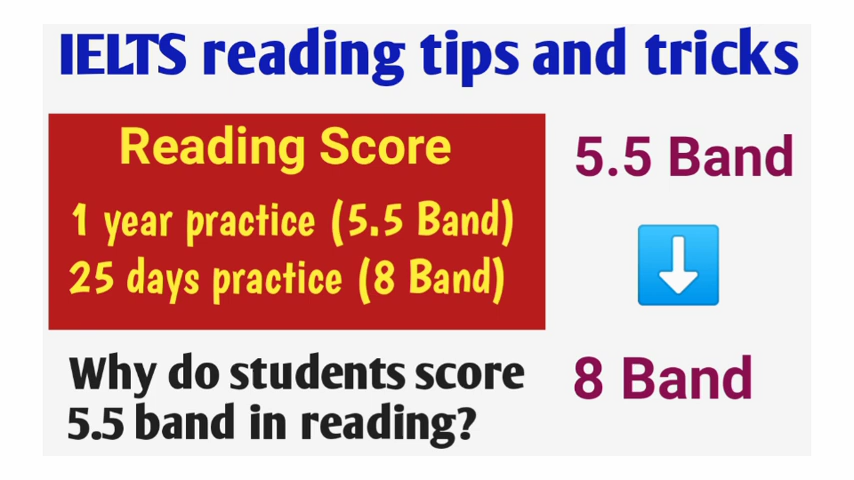 IELTS reading tips and tricks
Reading Score
1 year practice (5.5 Band)
25 days practice (8 Band)
5.5 Band
8 Band
Why do students score
5.5 band in reading?